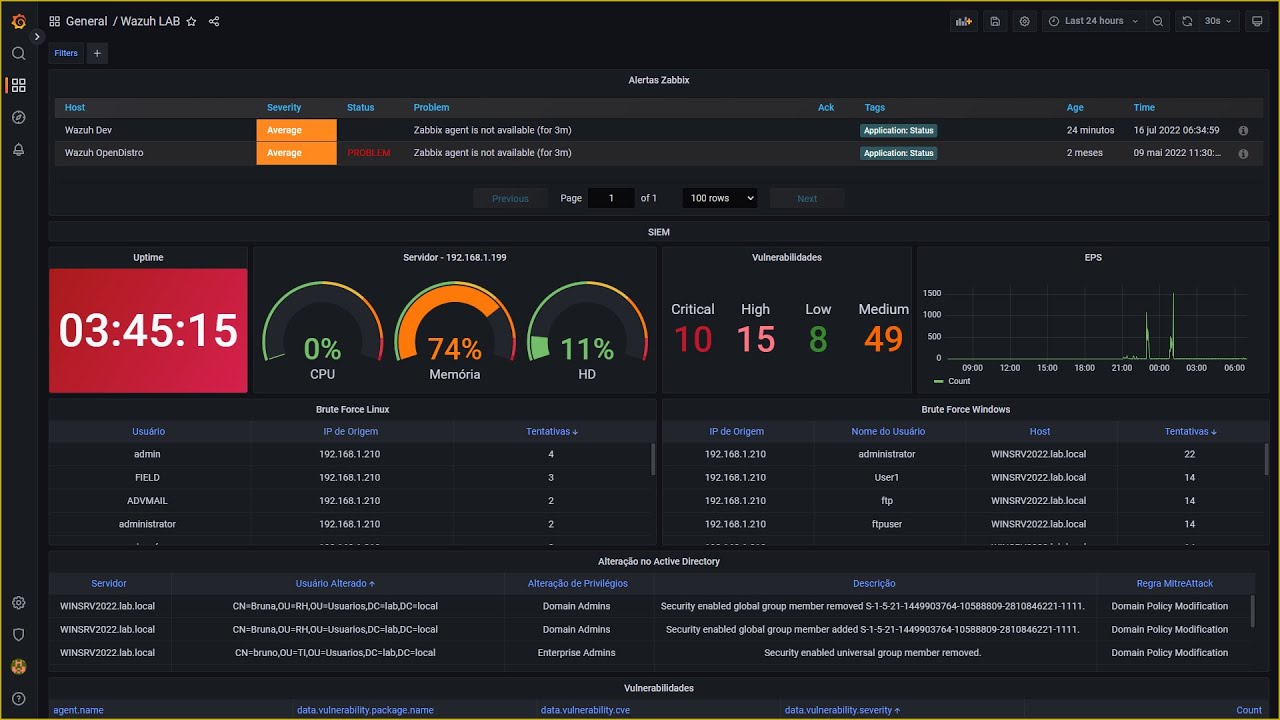 General / Wazuh LAB
Last 24 hours
30s
Filters
+
Alertas Zabbix
Host Severity Status Problem Ack Tags Age Time
Wazuh Dev Average Zabbix agent is not available (for 3m) Application: Status 24 minutos 16 jul 2022 06:34:59
Wazuh OpenDistro Average PROBLEM Zabbix agent is not available (for 3m) Application: Status 2 meses 09 mai 2022 11:30:...
Previous Page 1 of 1 100 rows Next
SIEM
Uptime
03:45:15
Servidor - 192.168.1.199
0% 74% 11%
CPU Memória HD
Vulnerabilidades
Critical High Low Medium
10 15 8 49
EPS
1500
1000
500
0
09:00 12:00 15:00 18:00 21:00 00:00 03:00 06:00
Count
Brute Force Linux
Usuário IP de Origem Tentativas ↓
admin 192.168.1.210 4
FIELD 192.168.1.210 3
ADVMAIL 192.168.1.210 2
administrator 192.168.1.210 2
Brute Force Windows
IP de Origem Nome do Usuário Host Tentativas ↓
192.168.1.210 administrator WINSRV2022.lab.local 22
192.168.1.210 User1 WINSRV2022.lab.local 14
192.168.1.210 ftp WINSRV2022.lab.local 14
192.168.1.210 ftpuser WINSRV2022.lab.local 14
Alteração no Active Directory
Servidor Usuário Alterado ↑ Alteração de Privilégios Descrição Regra MitreAttack
WINSRV2022.lab.local CN=Bruna,OU=RH,OU=Usuarios,DC=lab,DC=local Domain Admins Security enabled global group member removed S-1-5-21-1449903764-10588809-2810846221-1111. Domain Policy Modification
WINSRV2022.lab.local CN=Bruna,OU=RH,OU=Usuarios,DC=lab,DC=local Domain Admins Security enabled global group member added S-1-5-21-1449903764-10588809-2810846221-1111. Domain Policy Modification
WINSRV2022.lab.local CN=bruno,OU=TI,OU=Usuarios,DC=lab,DC=local Enterprise Admins Security enabled universal group member removed. Domain Policy Modification
Vulnerabilidades
agent.name data.vulnerability.package.name data.vulnerability.cve data.vulnerability.severity ↑ Count